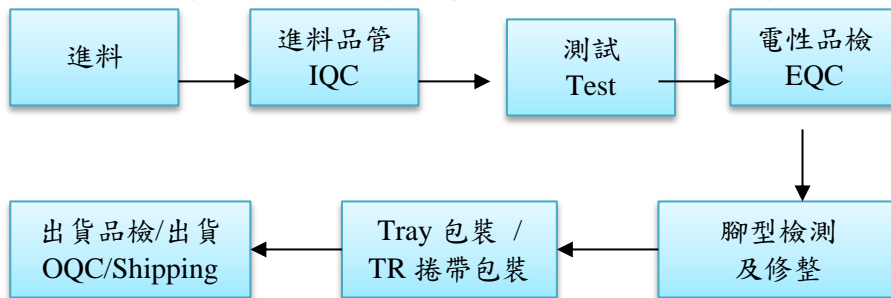 進料
進料品管
IQC
測試
Test
電性品檢
EQC
腳型檢測
及修整
Tray 包裝 /
TR 捲帶包裝
出貨品檢/出貨
OQC/Shipping